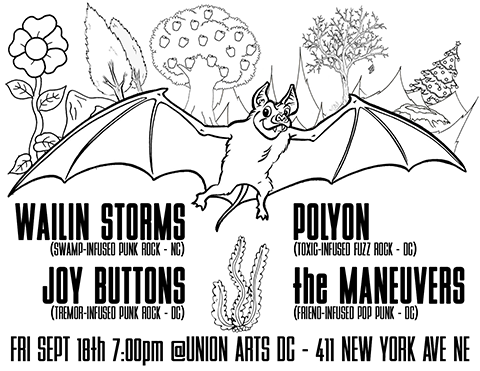 WAILIN STORMS
(SWAMP-INFUSED PUNK ROCK - NC)
POLYON
(TOXIC-INFUSED FUZZ ROCK - DC)
JOY BUTTONS
(TREMOR-INFUSED PUNK ROCK - DC)
the MANEUVERS
(FRIEND-INFUSED POP PUNK - DC)
FRI SEPT 18th 7:00pm @UNION ARTS DC - 411 NEW YORK AVE NE